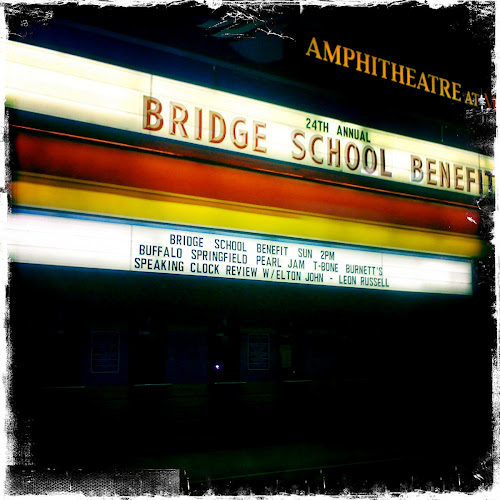 AMPHITHEATRE AT
24TH ANNUAL
BRIDGE SCHOOL BENEFIT
BRIDGE SCHOOL BENEFIT SUN 2PM
BUFFALO SPRINGFIELD PEARL JAM T-BONE BURNETT'S
SPEAKING CLOCK REVIEW W/ELTON JOHN - LEON RUSSELL